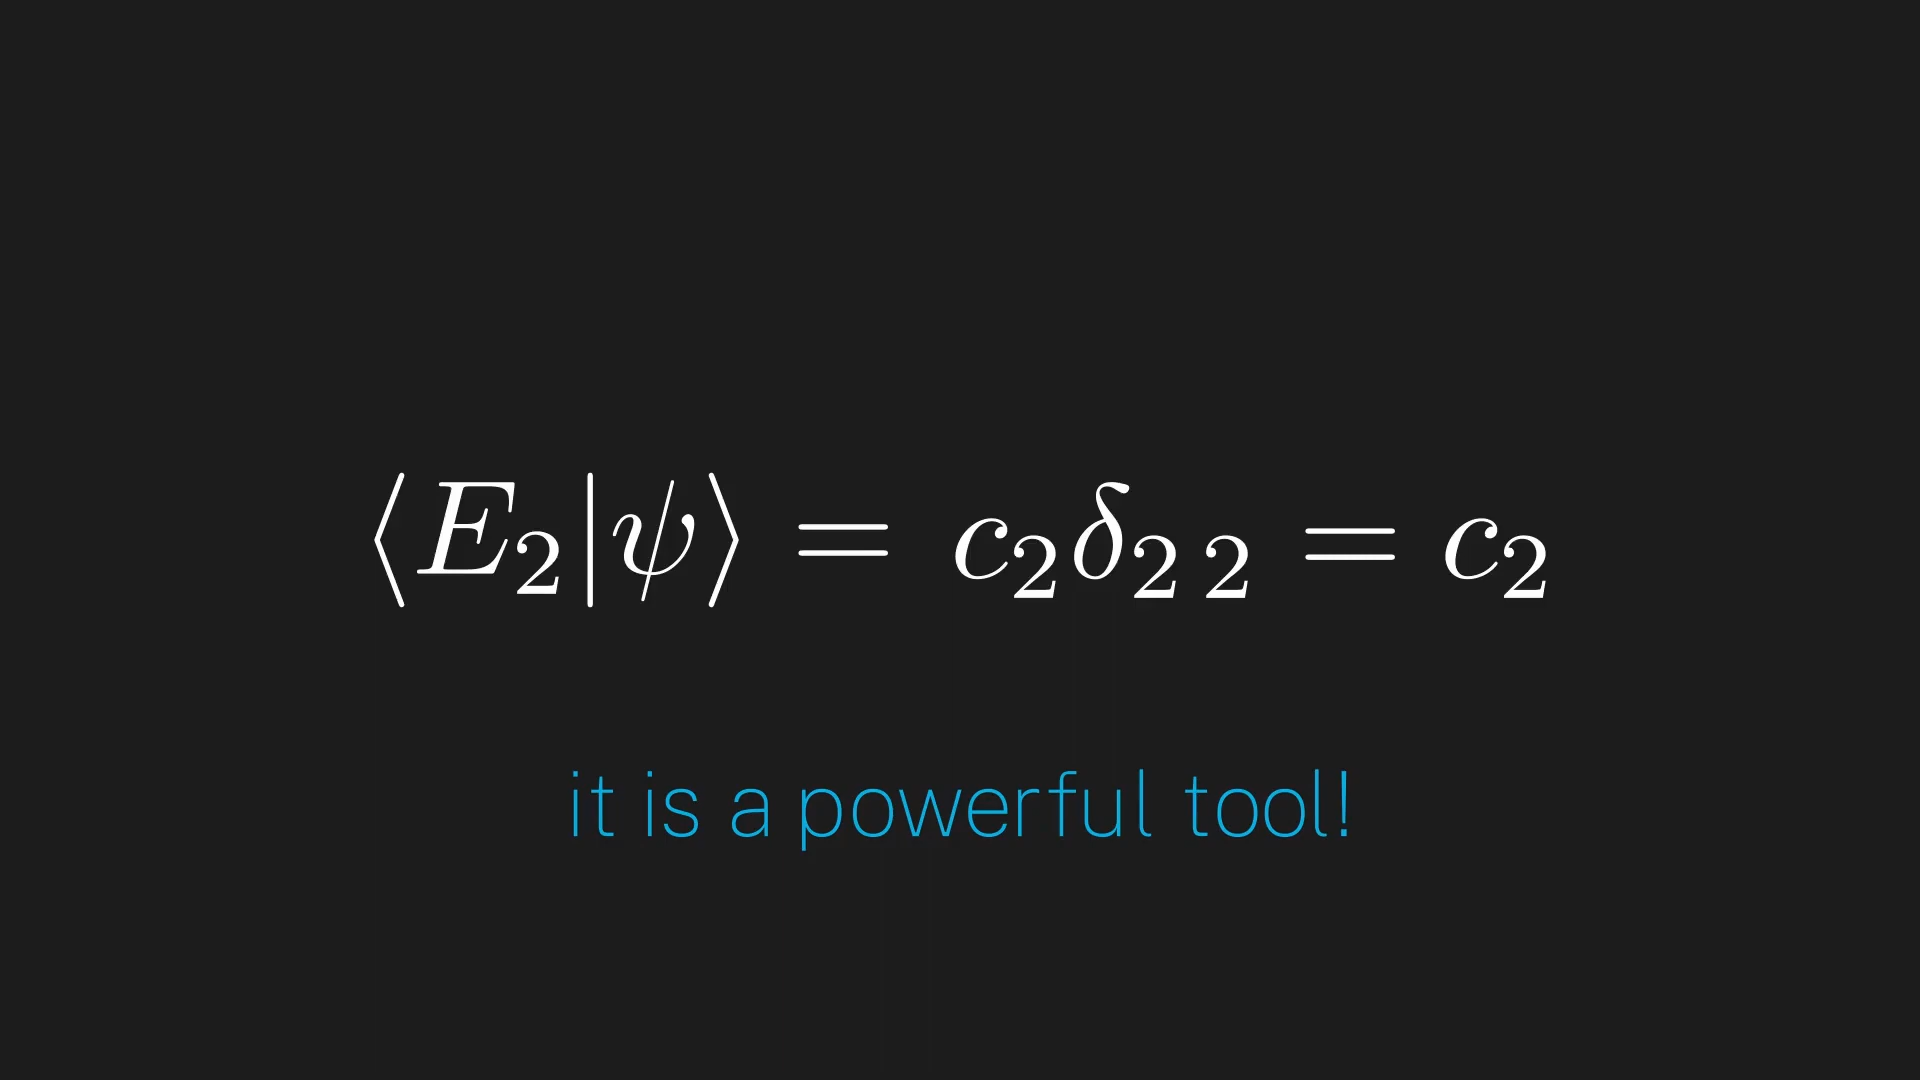 ⟨E₂|ψ⟩ = c₂δ₂ ₂ = c₂
it is a powerful tool!